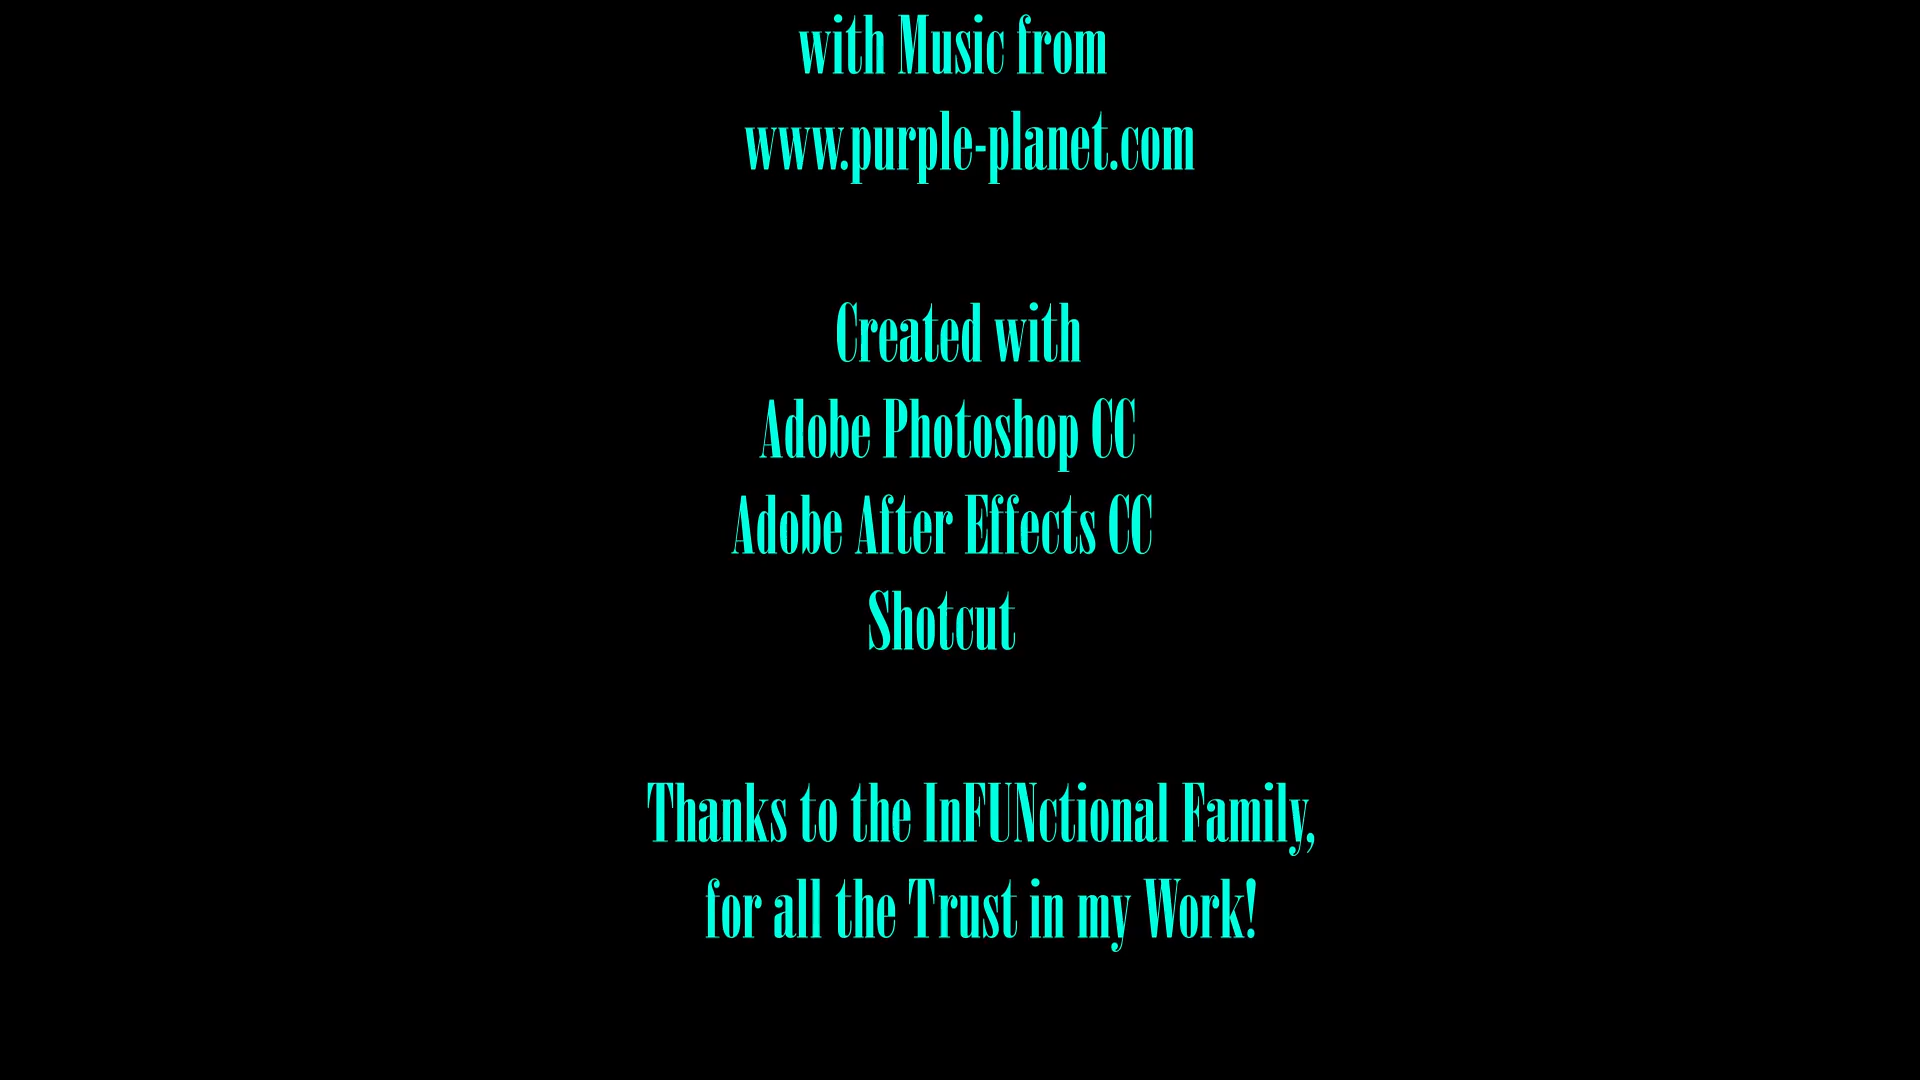 with Music from
www.purple-planet.com
Created with
Adobe Photoshop CC
Adobe After Effects CC
Shotcut
Thanks to the InFUNctional Family,
for all the Trust in my Work!